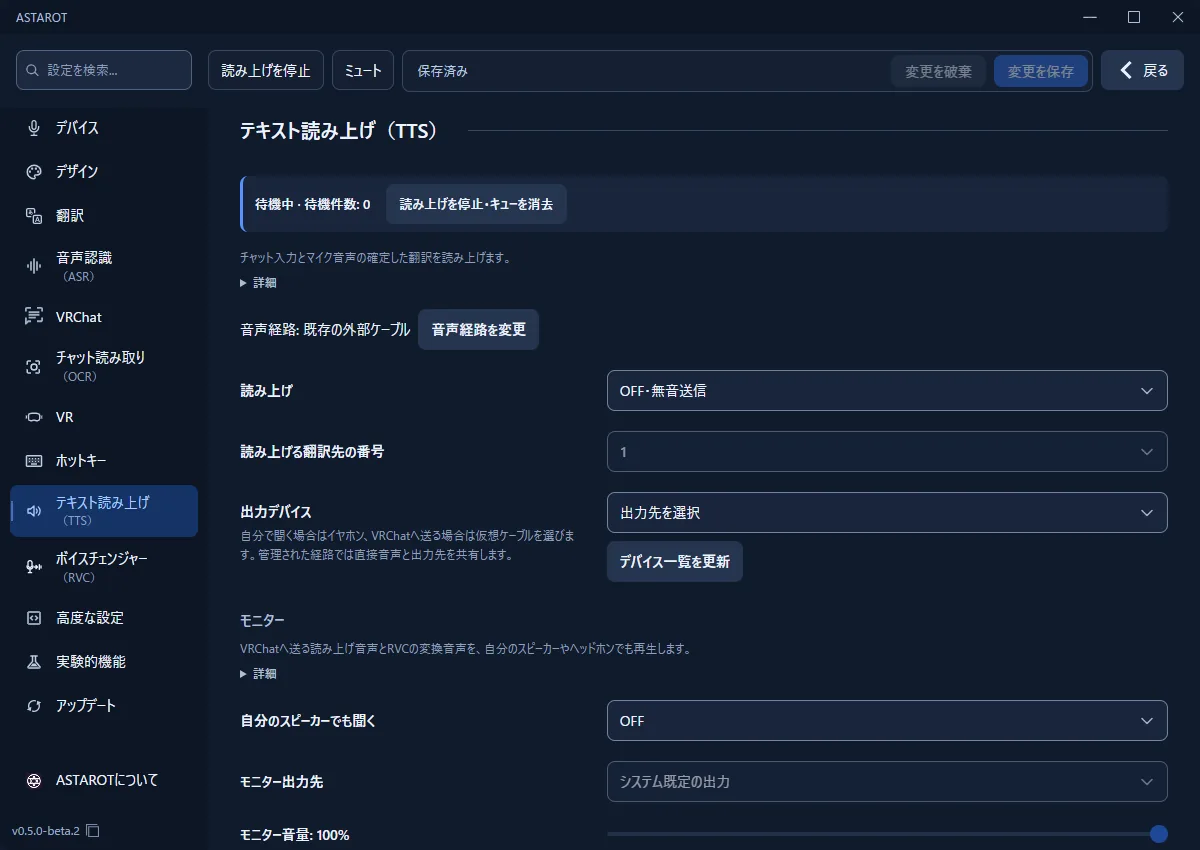 ASTAROT
設定を検索...
読み上げを停止
ミュート
保存済み
変更を破棄
変更を保存
戻る
デバイス
デザイン
翻訳
音声認識
（ASR）
VRChat
チャット読み取り
（OCR）
VR
ホットキー
テキスト読み上げ
（TTS）
ボイスチェンジャー
（RVC）
高度な設定
実験的機能
アップデート
ASTAROTについて
v0.5.0-beta.2
テキスト読み上げ（TTS）
待機中・待機件数: 0
読み上げを停止・キューを消去
チャット入力とマイク音声の確定した翻訳を読み上げます。
詳細
音声経路: 既存の外部ケーブル
音声経路を変更
読み上げ
OFF・無音送信
読み上げる翻訳先の番号
1
出力デバイス
自分で聞く場合はイヤホン、VRChatへ送る場合は仮想ケーブルを選びま
す。管理された経路では直接音声と出力先を共有します。
出力先を選択
デバイス一覧を更新
モニター
VRChatへ送る読み上げ音声とRVCの変換音声を、自分のスピーカーやヘッドホンでも再生します。
詳細
自分のスピーカーでも聞く
OFF
モニター出力先
システム既定の出力
モニター音量: 100%